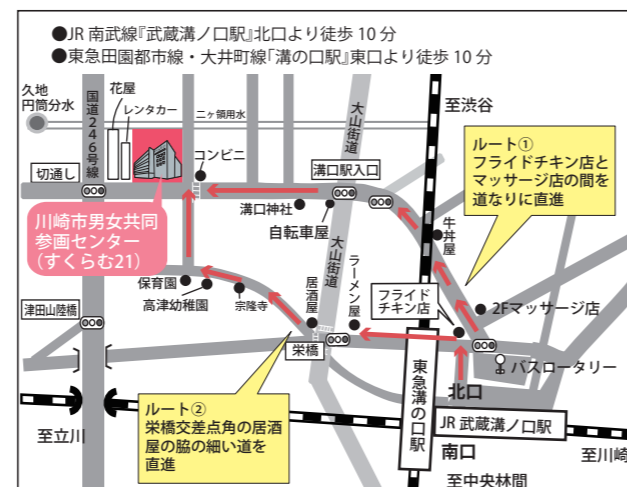 ●JR 南武線『武蔵溝ノ口駅』北口より徒歩 10 分
●東急田園都市線・大井町線「溝の口駅」東口より徒歩 10 分
久地
円筒分水
国道246号線
花屋
レンタカー
二ヶ領用水
大山街道
至渋谷
コンビニ
溝口駅入口
切通し
溝口神社
自転車屋
ルート①
フライドチキン店と
マッサージ店の間を
道なりに直進
牛丼屋
川崎市男女共同
参画センター
(すくらむ21)
大山街道
保育園
高津幼稚園
宗隆寺
居酒屋
ラーメン屋
フライド
チキン店
2Fマッサージ店
津田山陸橋
栄橋
バスロータリー
北口
東急溝の口駅
ルート②
栄橋交差点角の居酒
屋の脇の細い道を
直進
至立川
JR 武蔵溝ノ口駅
南口
至川崎
至中央林間